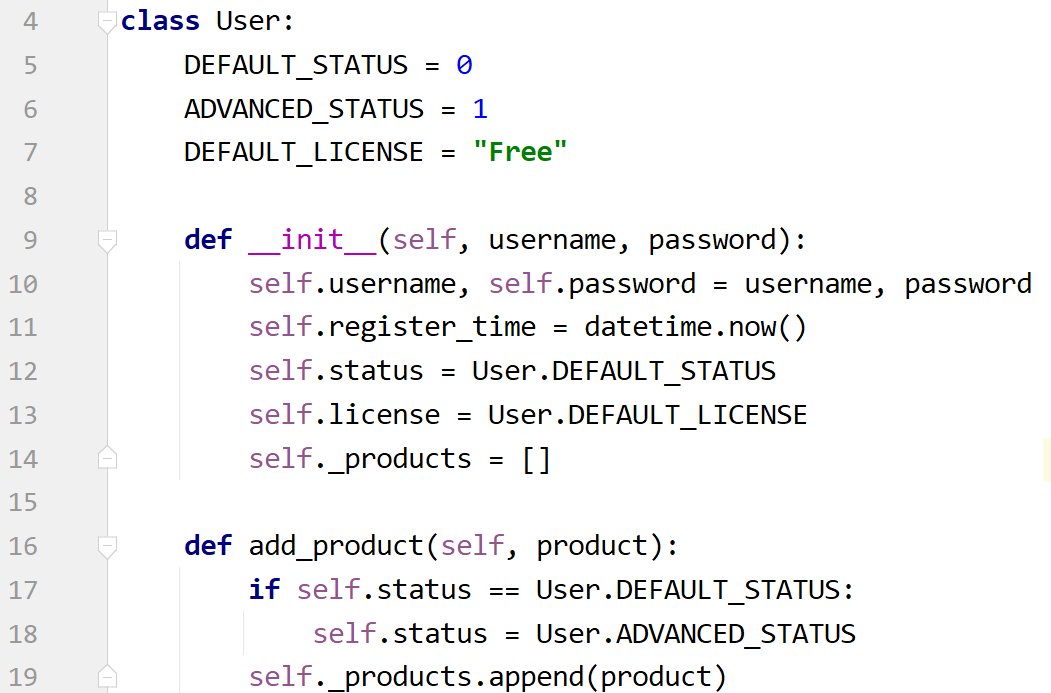 4 class User:
5     DEFAULT_STATUS = 0
6     ADVANCED_STATUS = 1
7     DEFAULT_LICENSE = "Free"
8
9     def __init__(self, username, password):
10         self.username, self.password = username, password
11         self.register_time = datetime.now()
12         self.status = User.DEFAULT_STATUS
13         self.license = User.DEFAULT_LICENSE
14         self._products = []
15
16     def add_product(self, product):
17         if self.status == User.DEFAULT_STATUS:
18             self.status = User.ADVANCED_STATUS
19         self._products.append(product)